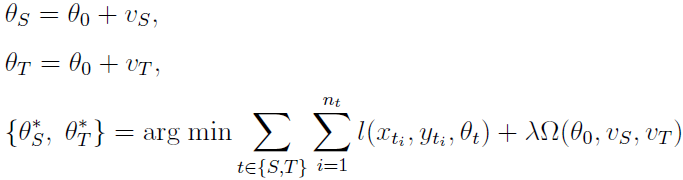 θ_S = θ_0 + v_S,
θ_T = θ_0 + v_T,
{θ_S^*, θ_T^*} = arg min ∑_{t∈{S,T}} ∑_{i=1}^{n_t} l(x_{t_i}, y_{t_i}, θ_t) + λΩ(θ_0, v_S, v_T)